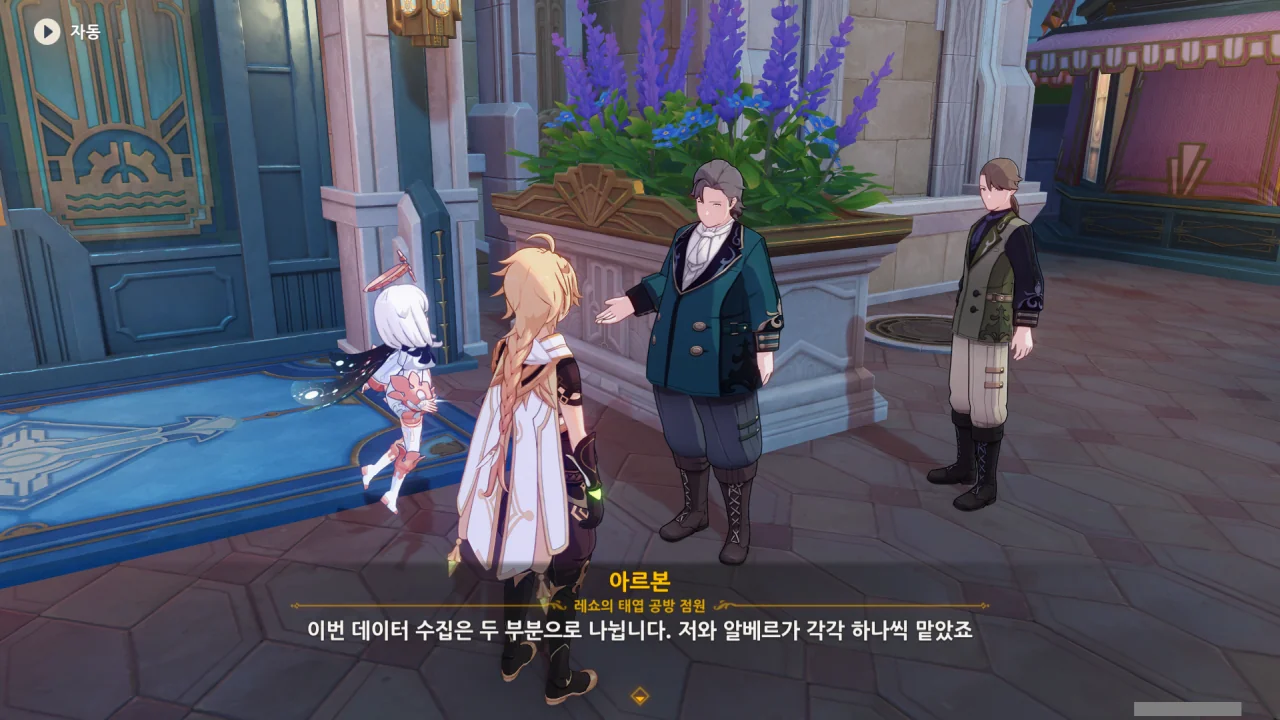 자동
아르본
레쇼의 태엽 공방 점원
이번 데이터 수집은 두 부분으로 나뉩니다. 저와 알베르가 각각 하나씩 맡았죠